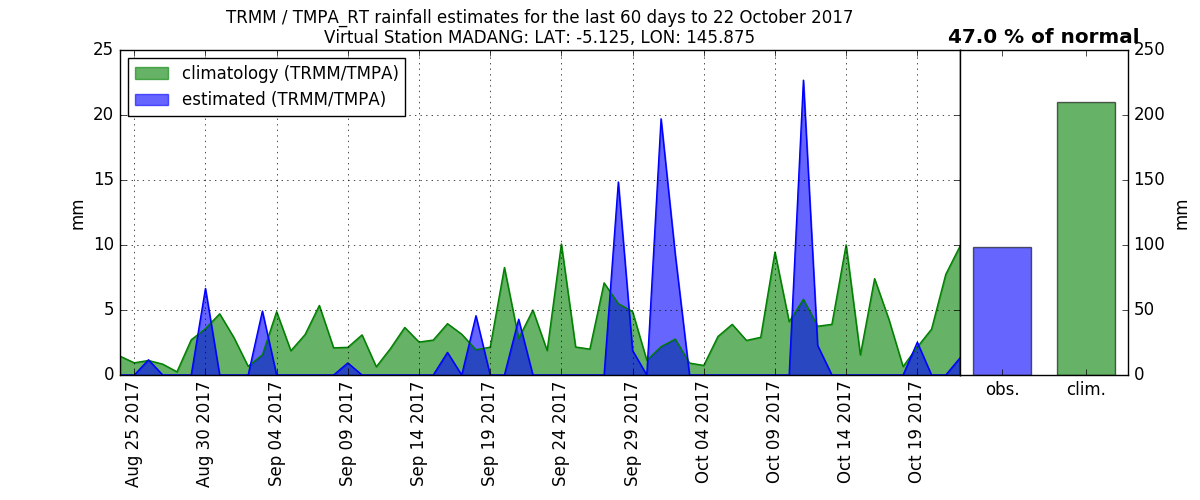 TRMM / TMPA_RT rainfall estimates for the last 60 days to 22 October 2017
Virtual Station MADANG: LAT: -5.125, LON: 145.875
47.0 % of normal
climatology (TRMM/TMPA)
estimated (TRMM/TMPA)
25
20
15
10
5
0
mm
250
200
150
100
50
0
mm
Aug 25 2017
Aug 30 2017
Sep 04 2017
Sep 09 2017
Sep 14 2017
Sep 19 2017
Sep 24 2017
Sep 29 2017
Oct 04 2017
Oct 09 2017
Oct 14 2017
Oct 19 2017
obs.
clim.